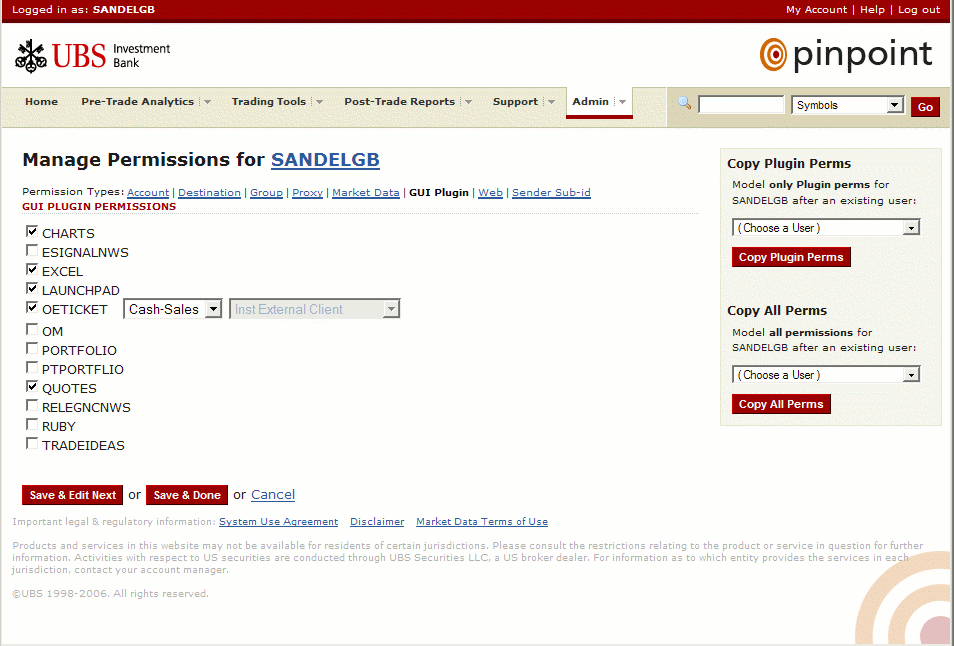 Logged in as: SANDELGB
My Account | Help | Log out
UBS Investment Bank
pinpoint
Home Pre-Trade Analytics Trading Tools Post-Trade Reports Support Admin Symbols Go
Manage Permissions for SANDELGB
Permission Types: Account | Destination | Group | Proxy | Market Data | GUI Plugin | Web | Sender Sub-id
GUI PLUGIN PERMISSIONS
CHARTS
ESIGNALNWS
EXCEL
LAUNCHPAD
OETICKET Cash-Sales Inst External Client
OM
PORTFOLIO
PTPORTFLIO
QUOTES
RELEGNCNWS
RUBY
TRADEIDEAS
Save & Edit Next or Save & Done or Cancel
Copy Plugin Perms
Model only Plugin perms for
SANDELGB after an existing user:
( Choose a User )
Copy Plugin Perms
Copy All Perms
Model all permissions for
SANDELGB after an existing user:
( Choose a User )
Copy All Perms
Important legal & regulatory information: System Use Agreement Disclaimer Market Data Terms of Use
Products and services in this website may not be available for residents of certain jurisdictions. Please consult the restrictions relating to the product or service in question for further
information. Activities with respect to US securities are conducted through UBS Securities LLC, a US broker dealer. For information as to which entity provides the services in each
jurisdiction, contact your account manager.
©UBS 1998-2006. All rights reserved.